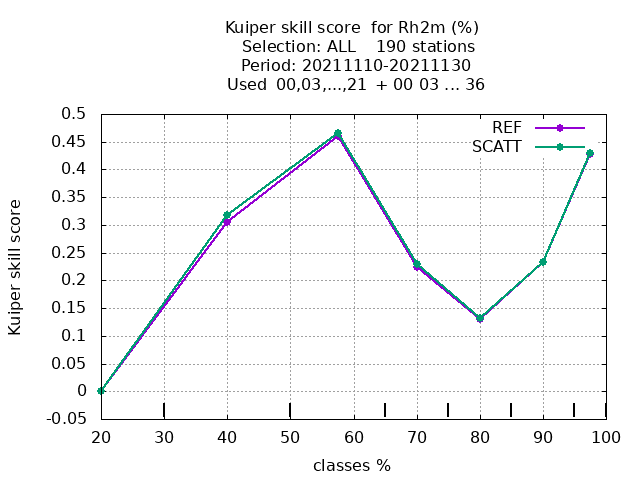 Kuiper skill score  for Rh2m (%)
Selection: ALL    190 stations
Period: 20211110-20211130
Used  00,03,...,21  + 00 03 ... 36
0.5
0.45
0.4
0.35
0.3
0.25
0.2
0.15
0.1
0.05
0
-0.05
Kuiper skill score
REF
SCATT
20 30 40 50 60 70 80 90 100
classes %